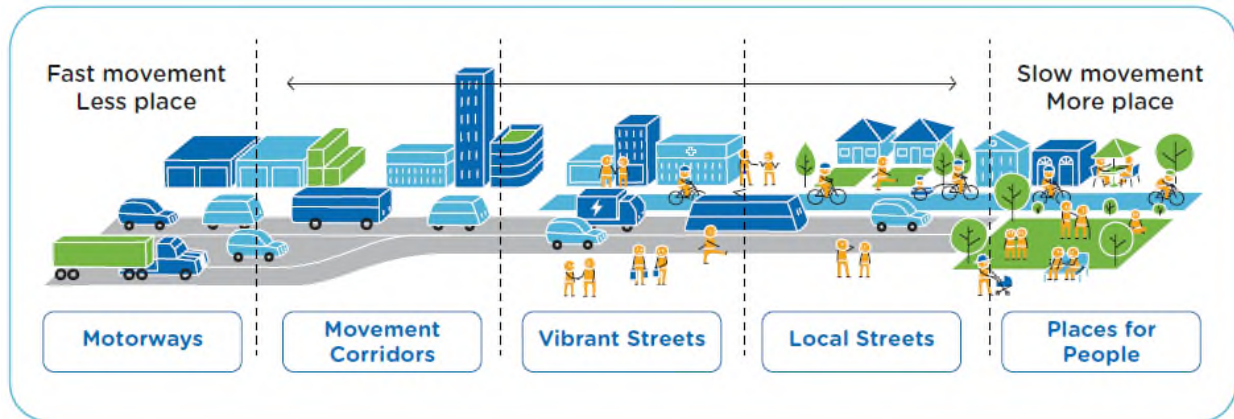 Fast movement
Less place
Slow movement
More place
Motorways
Movement
Corridors
Vibrant Streets
Local Streets
Places for
People